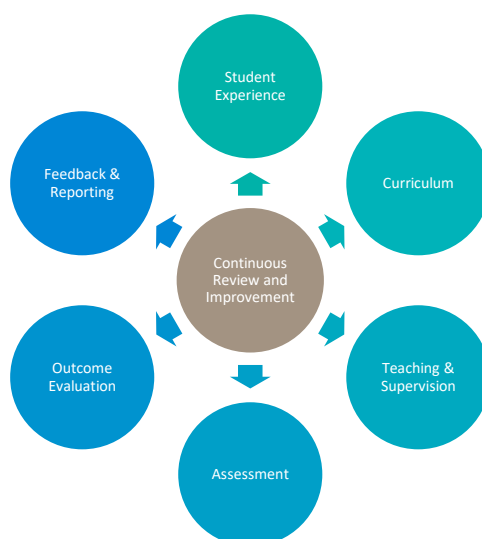 Student
Experience
Feedback &
Reporting
Curriculum
Continuous
Review and
Improvement
Outcome
Evaluation
Teaching &
Supervision
Assessment